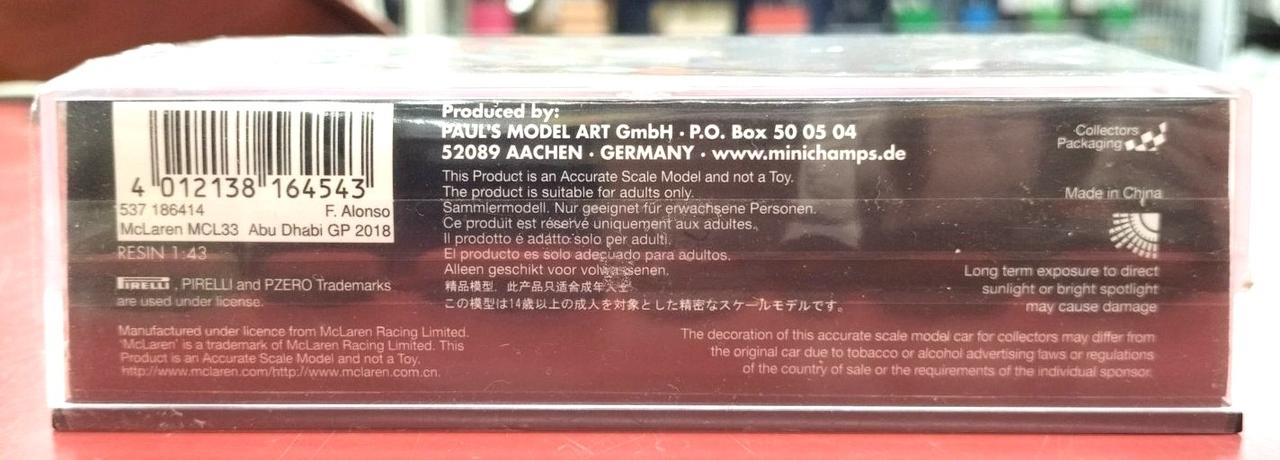 4 012138 164543
537 186414 F. Alonso
McLaren MCL33 Abu Dhabi GP 2018
RESIN 1:43
PIRELLI, PIRELLI and PZERO Trademarks
are used under license.
Manufactured under licence from McLaren Racing Limited.
'McLaren' is a trademark of McLaren Racing Limited. This
Product is an Accurate Scale Model and not a Toy.
http://www.mclaren.com/http://www.mclaren.com.cn.
Produced by:
PAUL'S MODEL ART GmbH · P.O. Box 50 05 04
52089 AACHEN · GERMANY · www.minichamps.de
This Product is an Accurate Scale Model and not a Toy.
The product is suitable for adults only.
Sammlermodell. Nur geeignet für erwachsene Personen.
Ce produit est réservé uniquement aux adultes.
Il prodotto è adatto solo per adulti.
El producto es solo adecuado para adultos.
Alleen geschikt voor volwassenen.
精品模型．此产品只适合成年人士
この模型は14歳以上の成人を対象とした精密なスケールモデルです。
Collectors
Packaging
Made in China
Long term exposure to direct
sunlight or bright spotlight
may cause damage
The decoration of this accurate scale model car for collectors may differ from
the original car due to tobacco or alcohol advertising laws or regulations
of the country of sale or the requirements of the individual sponsor.